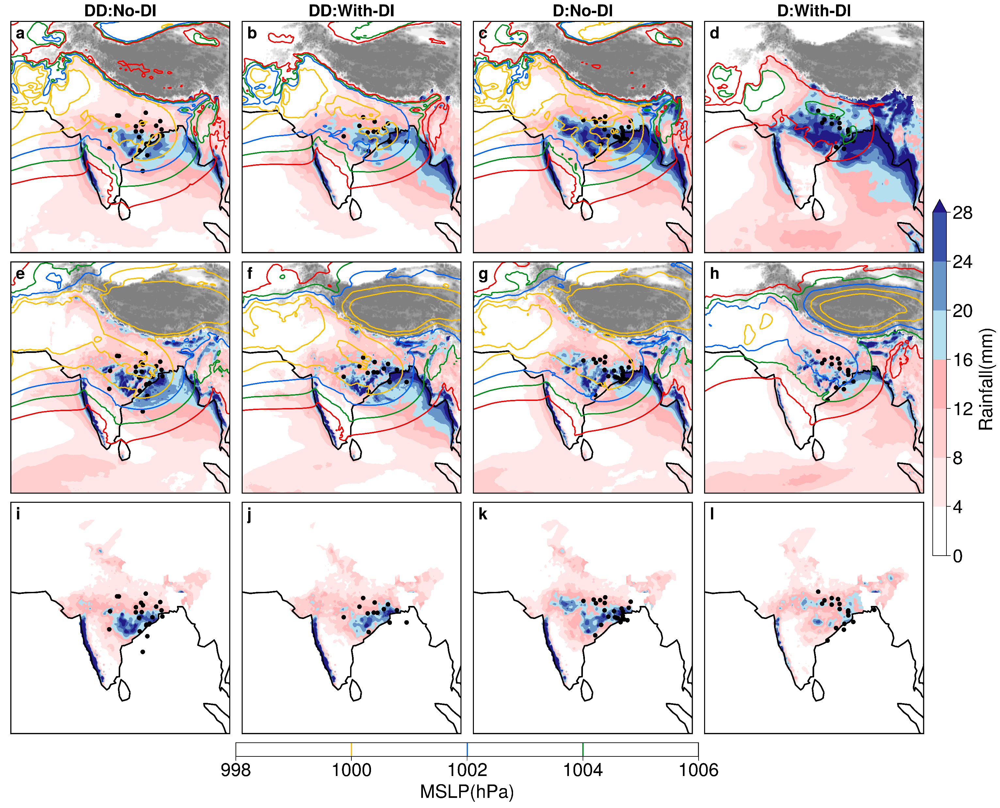 DD:No-DI DD:With-DI D:No-DI D:With-DI
a b c d
e f g h
i j k l
28
24
20
16
12
8
4
0
Rainfall(mm)
998 1000 1002 1004 1006
MSLP(hPa)